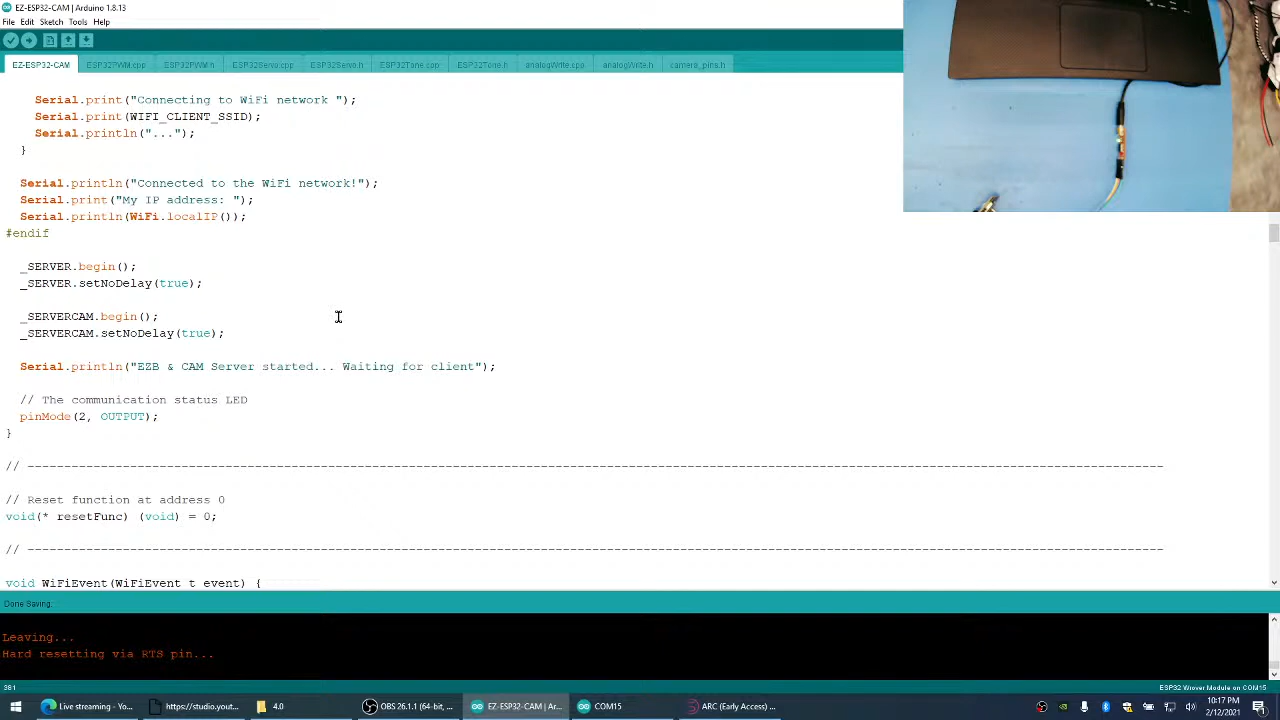 EZ-ESP32-CAM | Arduino 1.8.13
File Edit Sketch Tools Help
EZ-ESP32-CAM ESP32PWM.cpp ESP32PWM.h ESP32Servo.cpp ESP32Servo.h ESP32Tone.cpp ESP32Tone.h analogWrite.cpp analogWrite.h camera_pins.h
Serial.print("Connecting to WiFi network ");
Serial.print(WIFI_CLIENT_SSID);
Serial.println("...");
}
Serial.println("Connected to the WiFi network!");
Serial.print("My IP address: ");
Serial.println(WiFi.localIP());
#endif
_SERVER.begin();
_SERVER.setNoDelay(true);
_SERVERCAM.begin();
_SERVERCAM.setNoDelay(true);
Serial.println("EZB & CAM Server started... Waiting for client");
// The communication status LED
pinMode(2, OUTPUT);
}
// ----------------------------------------------------------------------------------------------------------------------------------------------------------
// Reset function at address 0
void(* resetFunc) (void) = 0;
// ----------------------------------------------------------------------------------------------------------------------------------------------------------
void WiFiEvent(WiFiEvent_t event) {
Done Saving.
Leaving...
Hard resetting via RTS pin...
381 ESP32 Wrover Module on COM15
Live streaming - Yo... https://studio.yout... 4.0 OBS 26.1.1 (64-bit, ... EZ-ESP32-CAM | Ar... COM15 ARC (Early Access) ... 10:17 PM
2/12/2021